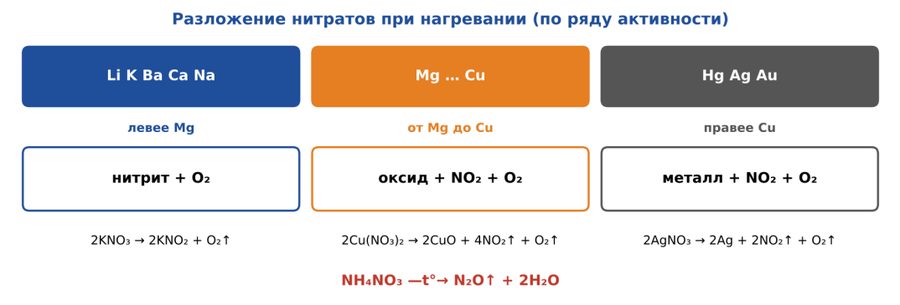 Разложение нитратов при нагревании (по ряду активности)
Li K Ba Ca Na
Mg … Cu
Hg Ag Au
левее Mg
от Mg до Cu
правее Cu
нитрит + O₂
оксид + NO₂ + O₂
металл + NO₂ + O₂
2KNO₃ → 2KNO₂ + O₂↑
2Cu(NO₃)₂ → 2CuO + 4NO₂↑ + O₂↑
2AgNO₃ → 2Ag + 2NO₂↑ + O₂↑
NH₄NO₃ —t°→ N₂O↑ + 2H₂O